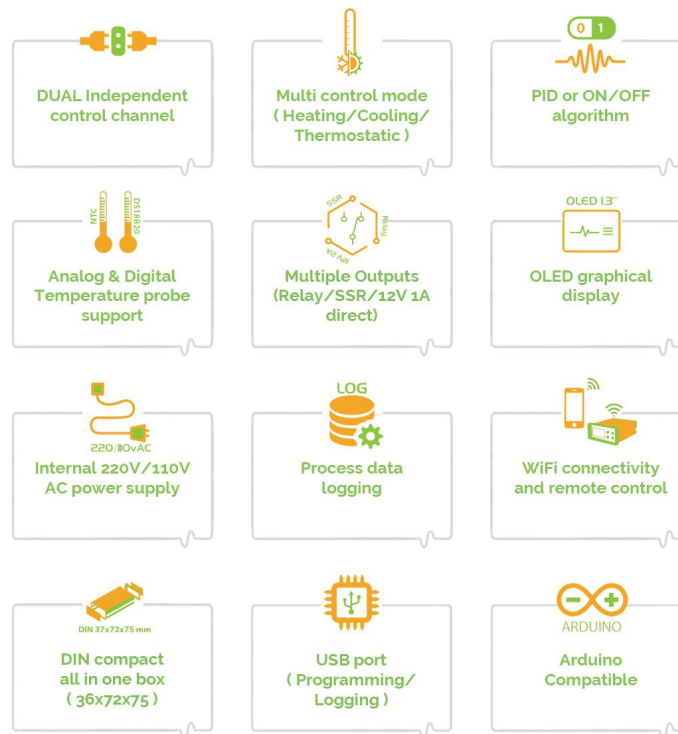 DUAL Independent
control channel
Multi control mode
( Heating/Cooling/
Thermostatic )
0 1
PID or ON/OFF
algorithm
NTC
DS18B20
Analog & Digital
Temperature probe
support
SSR
Relay
12V 2A
Multiple Outputs
(Relay/SSR/12V 1A
direct)
OLED 1.3"
OLED graphical
display
220/110vAC
Internal 220V/110V
AC power supply
LOG
Process data
logging
WiFi connectivity
and remote control
DIN 37x72x75 mm
DIN compact
all in one box
( 36x72x75 )
USB port
( Programming/
Logging )
ARDUINO
Arduino
Compatible